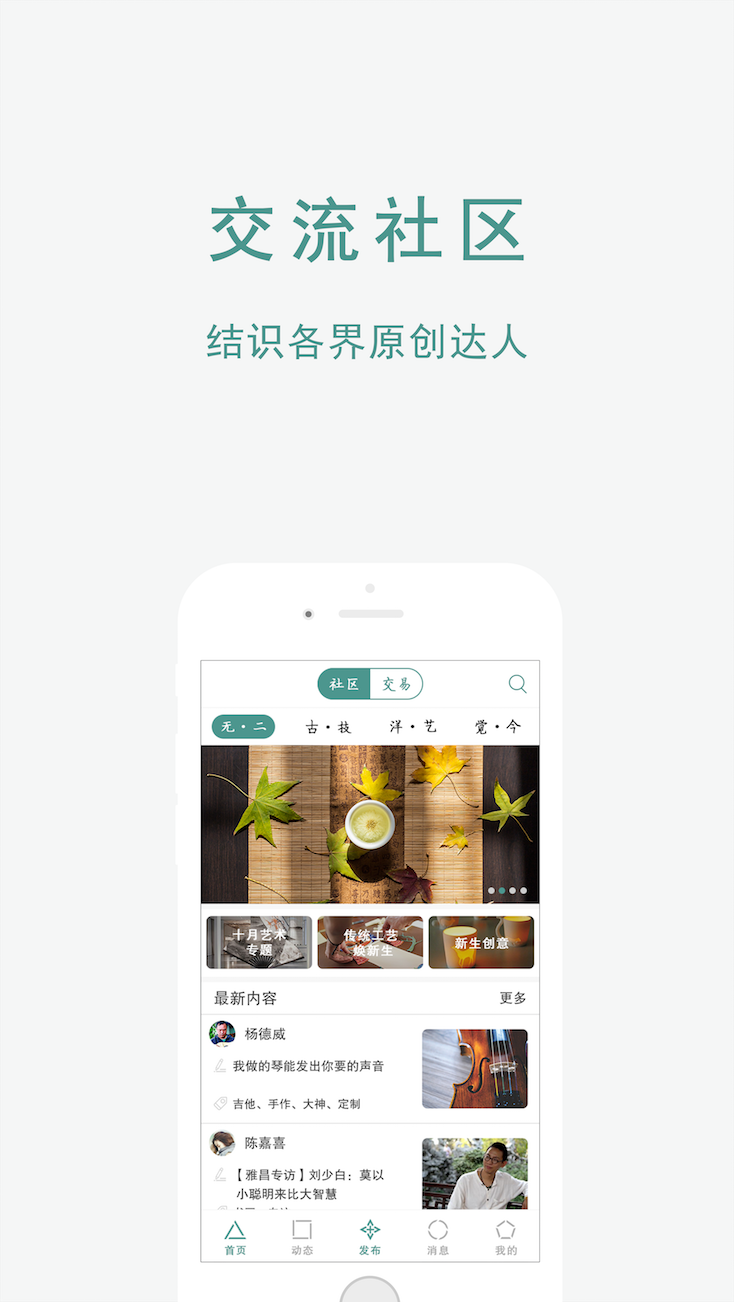 交流社区
结识各界原创达人
社区 交易
无·二 古·技 洋·艺 觉·今
十月艺术
专题
传统工艺
焕新生
新生创意
最新内容 更多
杨德威
我做的琴能发出你要的声音
吉他、手作、大神、定制
陈嘉喜
【雅昌专访】刘少白：莫以
小聪明来比大智慧
首页 动态 发布 消息 我的